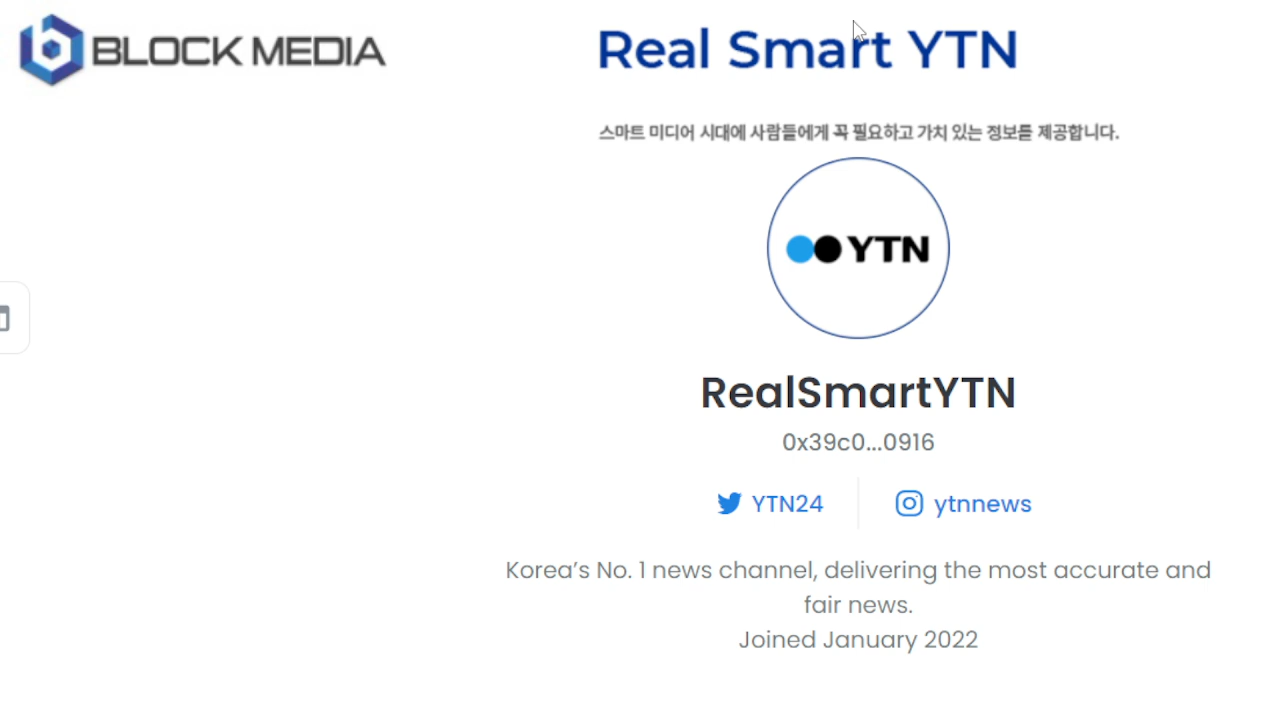 BLOCK MEDIA
Real Smart YTN
스마트 미디어 시대에 사람들에게 꼭 필요하고 가치 있는 정보를 제공합니다.
YTN
RealSmartYTN
0x39c0...0916
YTN24
ytnnews
Korea’s No. 1 news channel, delivering the most accurate and
fair news.
Joined January 2022